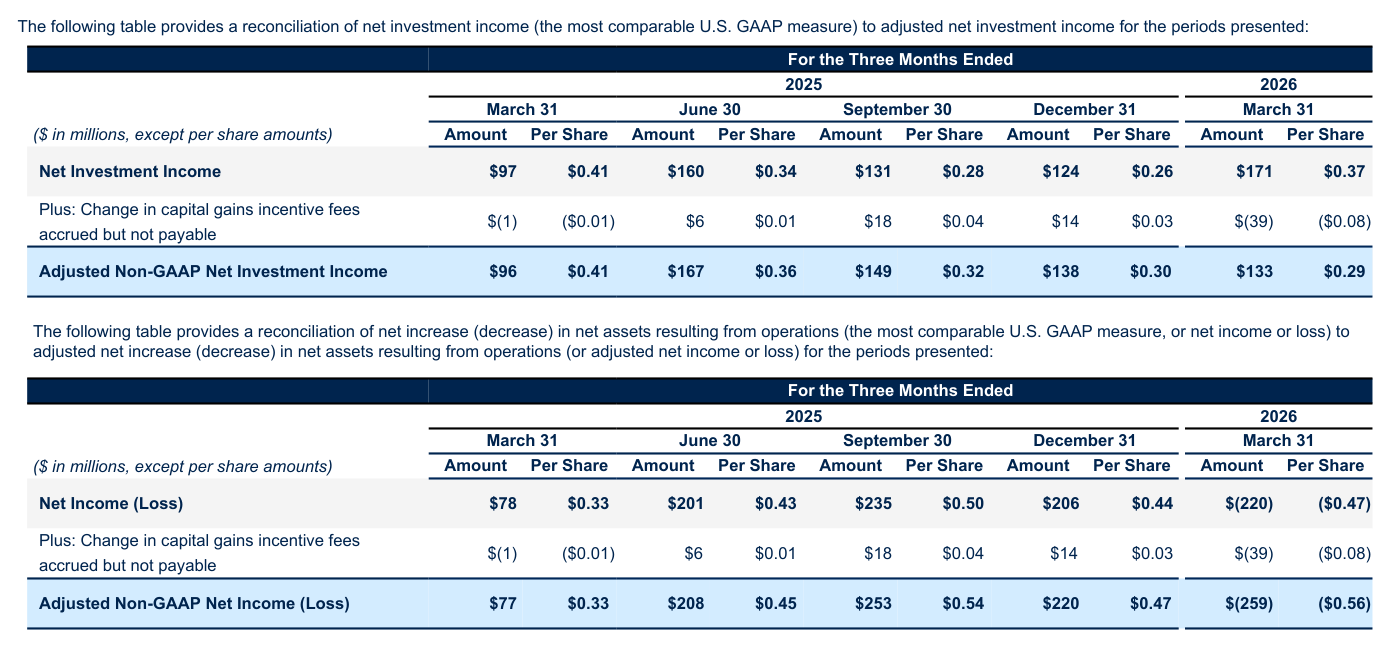 The following table provides a reconciliation of net investment income (the most comparable U.S. GAAP measure) to adjusted net investment income for the periods presented:
For the Three Months Ended
2025 2026
March 31 June 30 September 30 December 31 March 31
($ in millions, except per share amounts) Amount Per Share Amount Per Share Amount Per Share Amount Per Share Amount Per Share
Net Investment Income $97 $0.41 $160 $0.34 $131 $0.28 $124 $0.26 $171 $0.37
Plus: Change in capital gains incentive fees
accrued but not payable $(1) ($0.01) $6 $0.01 $18 $0.04 $14 $0.03 $(39) ($0.08)
Adjusted Non-GAAP Net Investment Income $96 $0.41 $167 $0.36 $149 $0.32 $138 $0.30 $133 $0.29
The following table provides a reconciliation of net increase (decrease) in net assets resulting from operations (the most comparable U.S. GAAP measure, or net income or loss) to
adjusted net increase (decrease) in net assets resulting from operations (or adjusted net income or loss) for the periods presented:
For the Three Months Ended
2025 2026
March 31 June 30 September 30 December 31 March 31
($ in millions, except per share amounts) Amount Per Share Amount Per Share Amount Per Share Amount Per Share Amount Per Share
Net Income (Loss) $78 $0.33 $201 $0.43 $235 $0.50 $206 $0.44 $(220) ($0.47)
Plus: Change in capital gains incentive fees
accrued but not payable $(1) ($0.01) $6 $0.01 $18 $0.04 $14 $0.03 $(39) ($0.08)
Adjusted Non-GAAP Net Income (Loss) $77 $0.33 $208 $0.45 $253 $0.54 $220 $0.47 $(259) ($0.56)